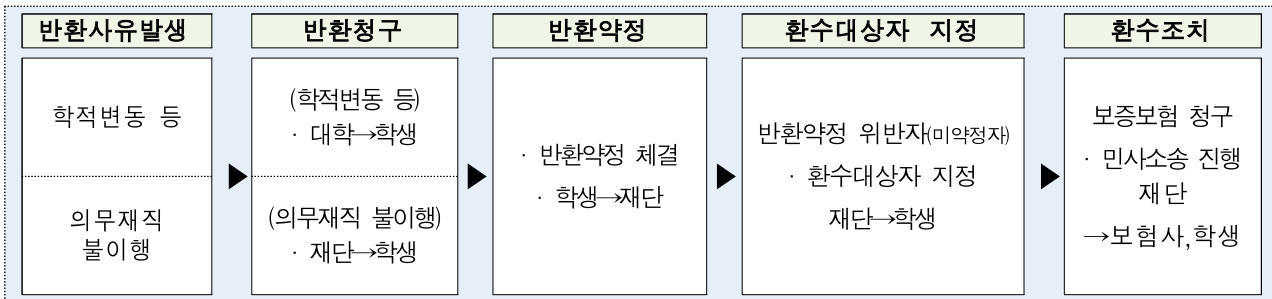 반환사유발생
학적변동 등
의무재직
불이행
반환청구
(학적변동 등)
· 대학→학생
(의무재직 불이행)
· 재단→학생
반환약정
· 반환약정 체결
· 학생→재단
환수대상자 지정
반환약정 위반자(미약정자)
· 환수대상자 지정
재단→학생
환수조치
보증보험 청구
· 민사소송 진행
재단
→보험사,학생